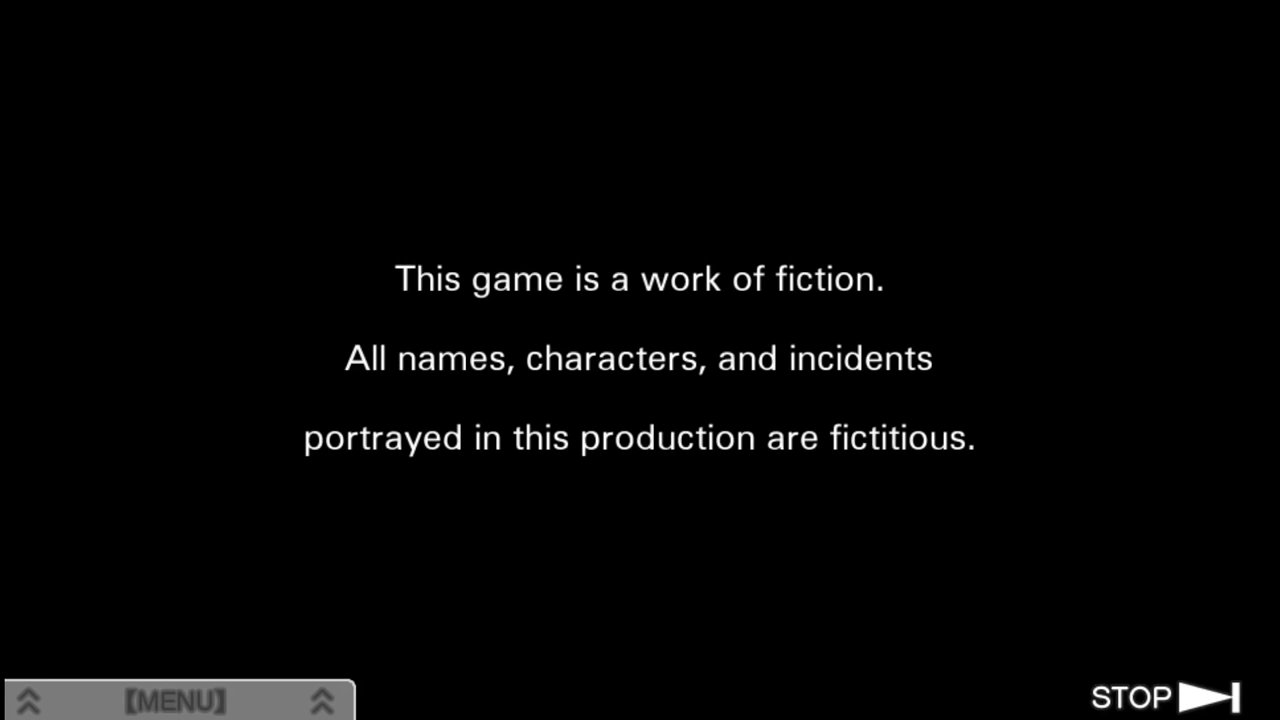 This game is a work of fiction.
All names, characters, and incidents
portrayed in this production are fictitious.
【MENU】
STOP